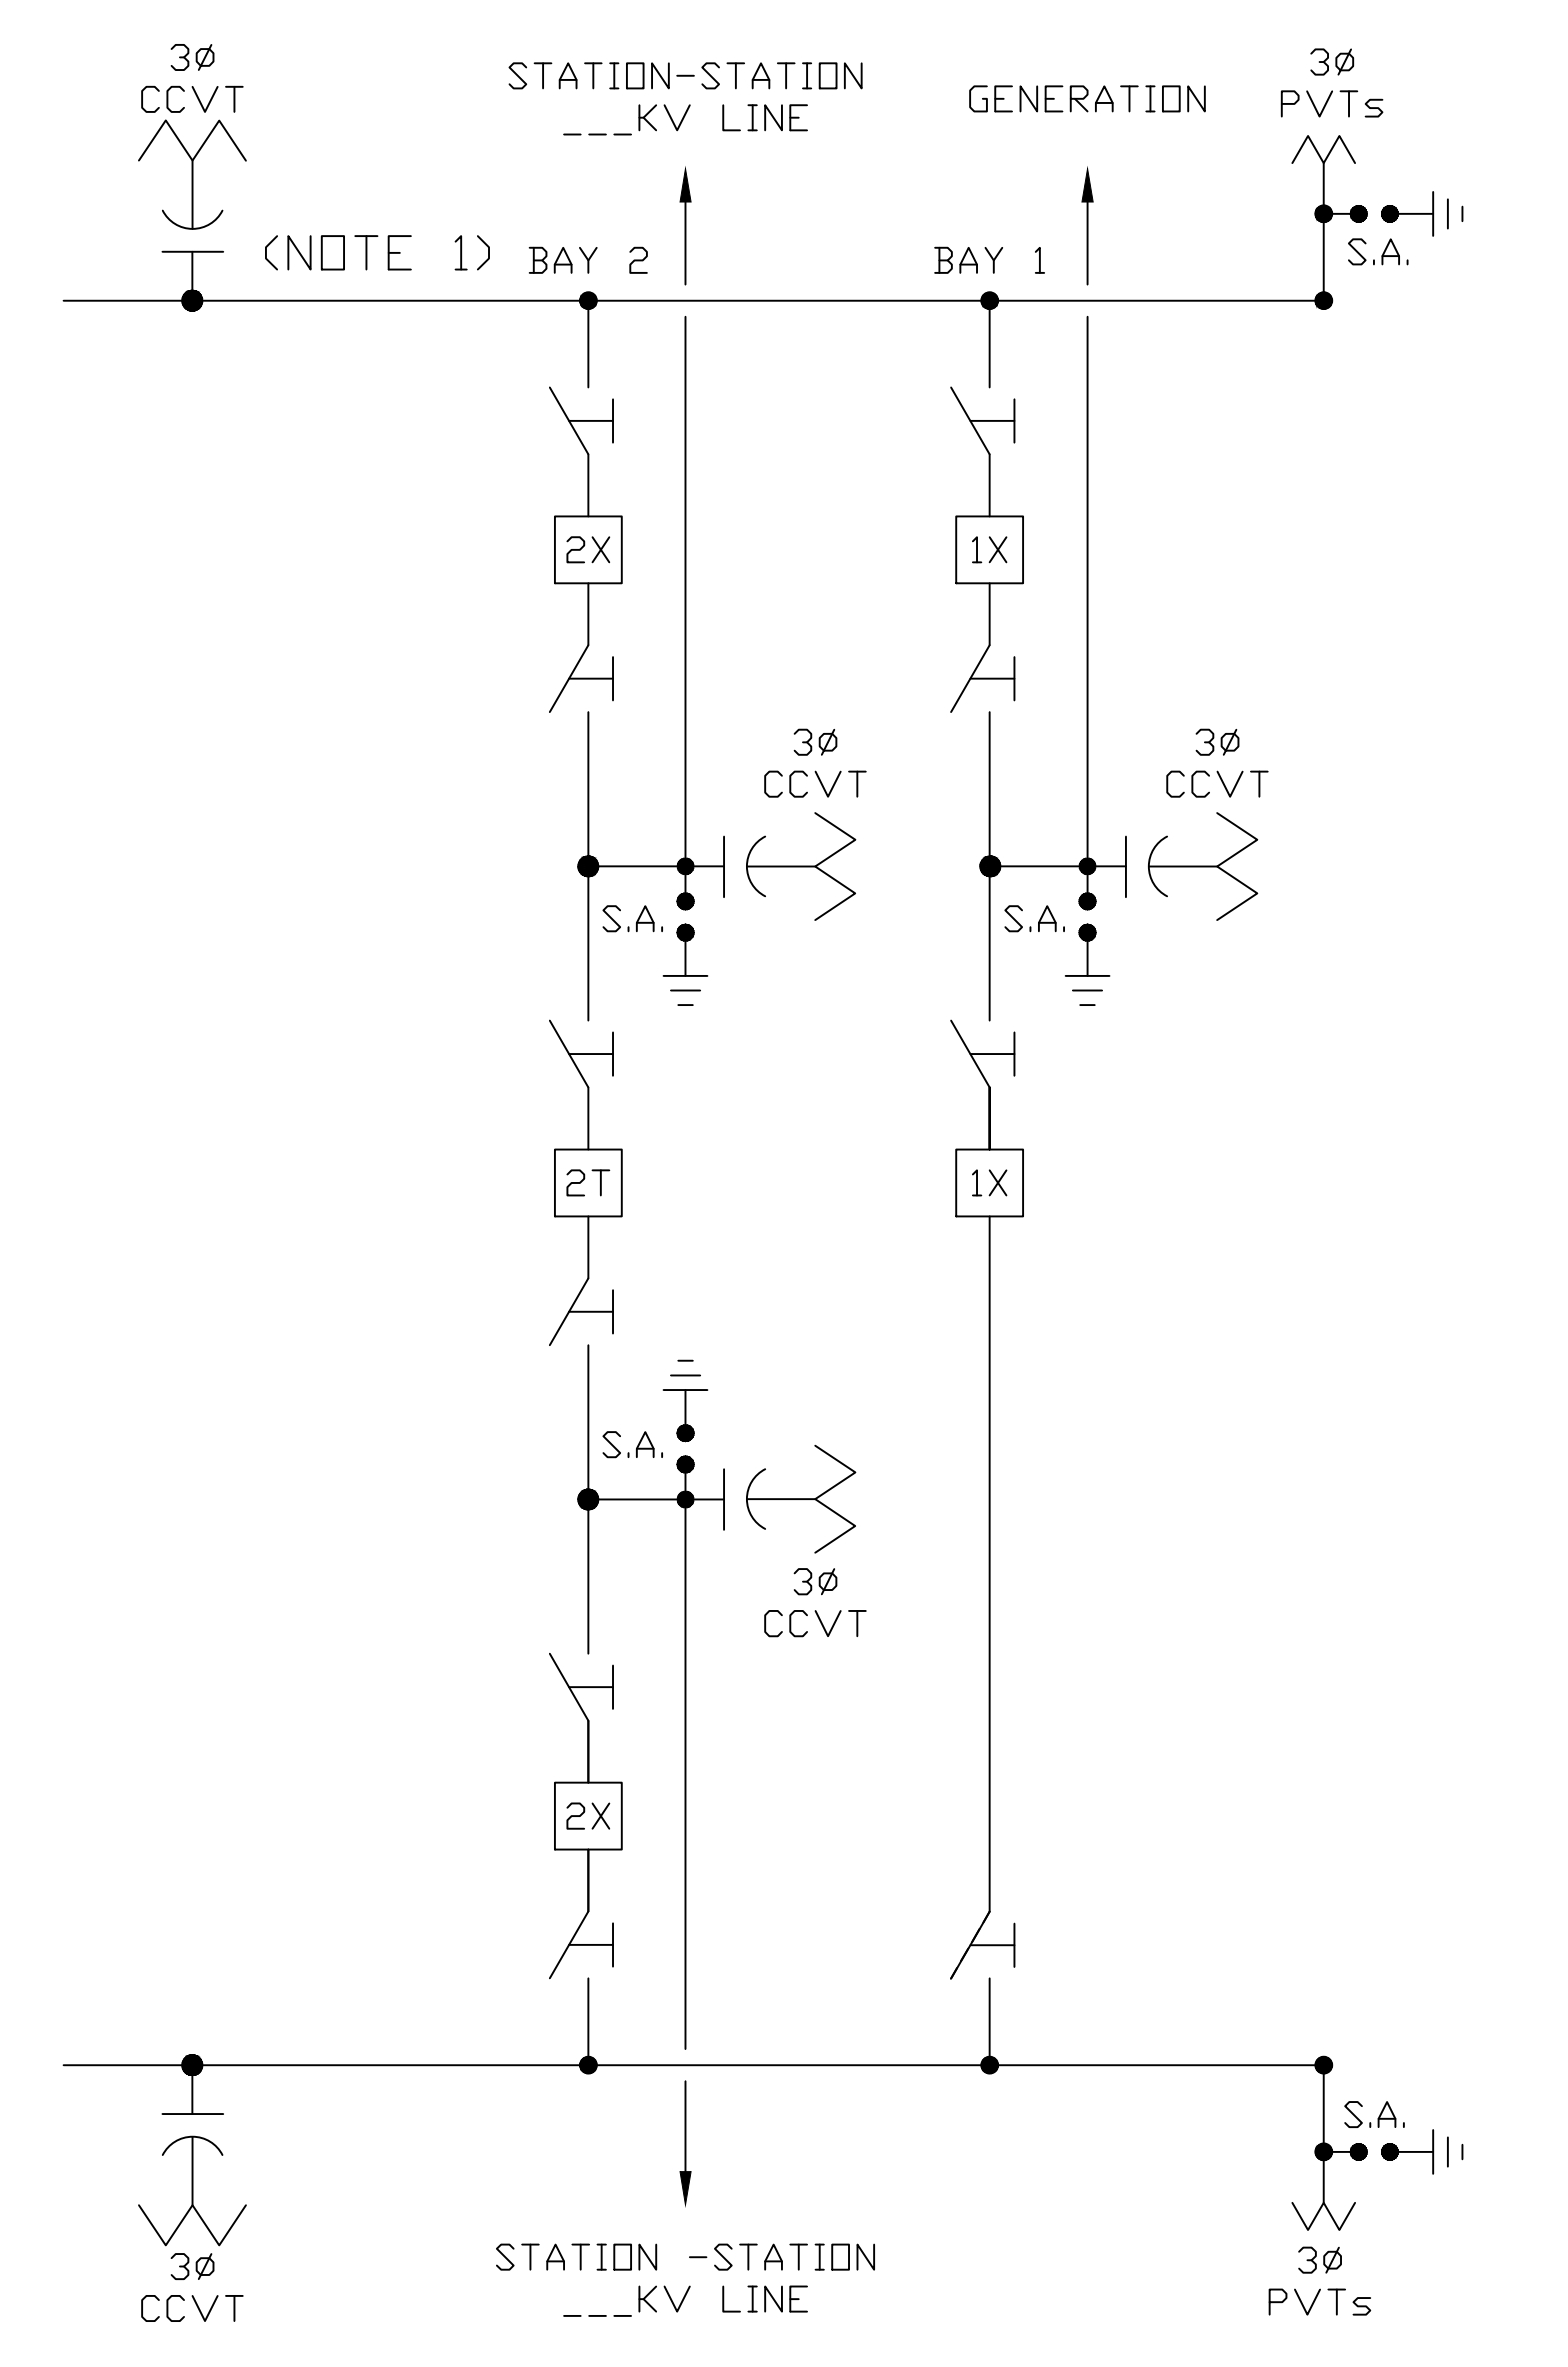 3Ø
CCVT
STATION-STATION
___KV LINE
GENERATION
3Ø
PVTs
S.A.
(NOTE 1)
BAY 2
BAY 1
2X
1X
3Ø
CCVT
3Ø
CCVT
S.A.
S.A.
2T
1X
S.A.
3Ø
CCVT
2X
S.A.
3Ø
CCVT
STATION -STATION
___KV LINE
3Ø
PVTs